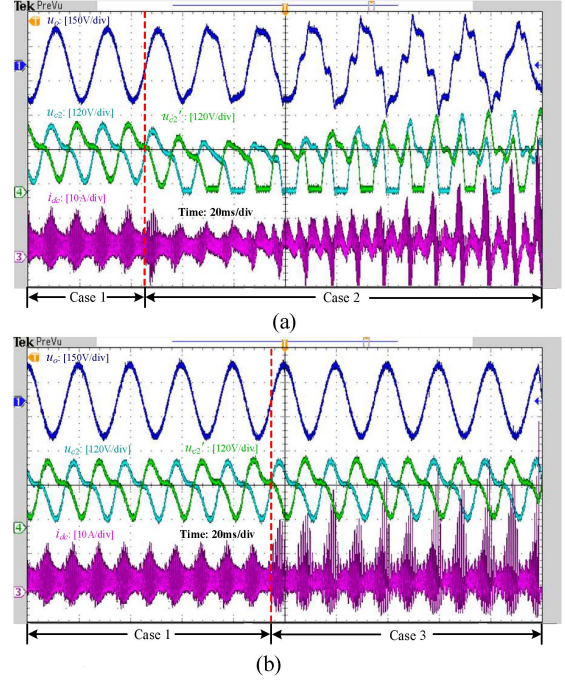 Tek PreVu
T
T
T
u_o: [150V/div]
1
u_c2: [120V/div]
u_c2': [120V/div]
4
i_dc: [10A/div]
Time: 20ms/div
3
Case 1
Case 2
(a)
Tek PreVu
T
T
T
u_o: [150V/div]
1
u_c2: [120V/div]
u_c2': [120V/div]
4
i_dc: [10A/div]
Time: 20ms/div
3
Case 1
Case 3
(b)